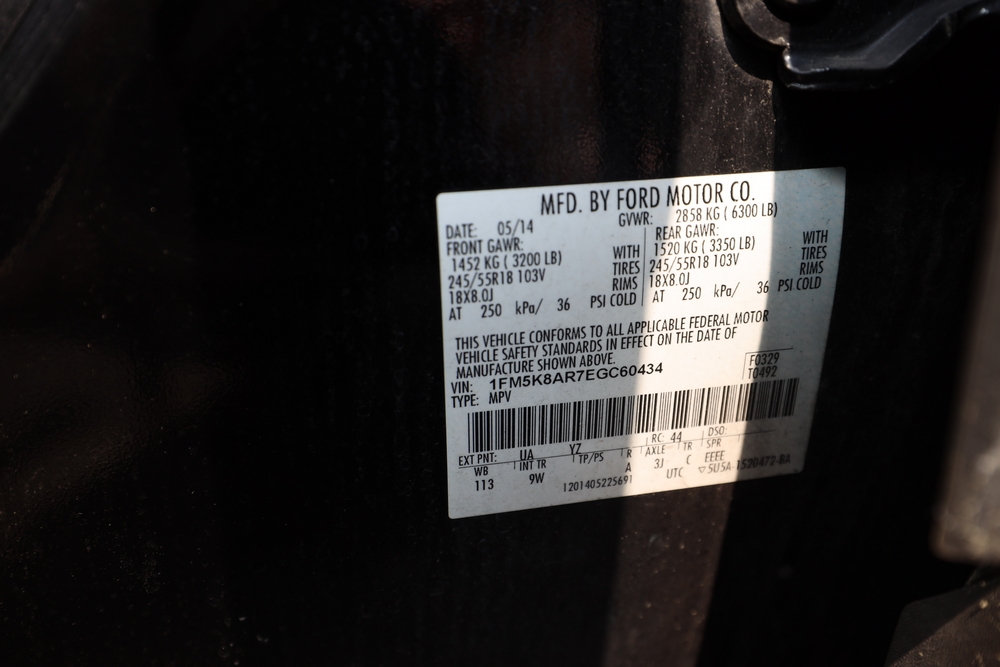 MFD. BY FORD MOTOR CO.
DATE: 05/14 GVWR: 2858 KG ( 6300 LB)
FRONT GAWR: REAR GAWR:
1452 KG ( 3200 LB) WITH 1520 KG ( 3350 LB) WITH
245/55R18 103V TIRES 245/55R18 103V TIRES
18X8.0J RIMS 18X8.0J RIMS
AT 250 kPa/ 36 PSI COLD AT 250 kPa/ 36 PSI COLD
THIS VEHICLE CONFORMS TO ALL APPLICABLE FEDERAL MOTOR
VEHICLE SAFETY STANDARDS IN EFFECT ON THE DATE OF
MANUFACTURE SHOWN ABOVE.
VIN: 1FM5K8AR7EGC60434 F0329
TYPE: MPV T0492
EXT PNT: UA YZ RC: 44 DSO:
WB INT TR TP/PS R AXLE TR SPR
113 9W A 3J C EEEE
1201405225691 UTC ▽5U5A-1520472-BA